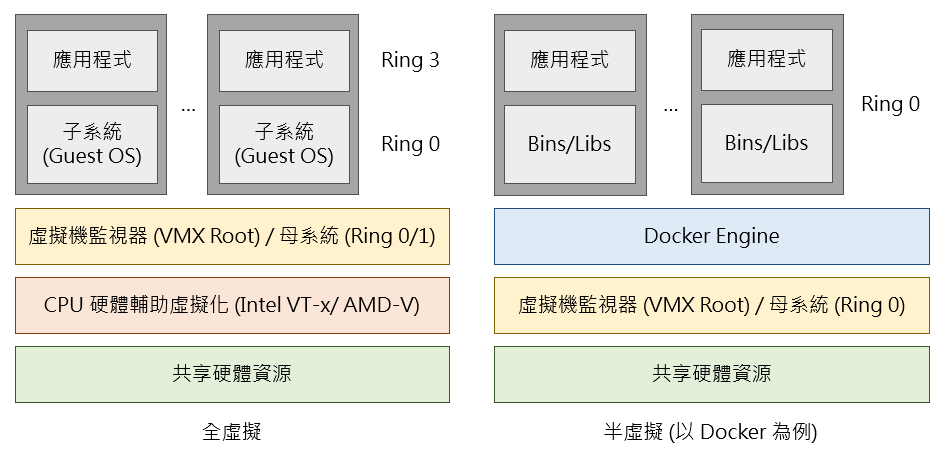 應用程式
子系統
(Guest OS)
...
應用程式
子系統
(Guest OS)
Ring 3
Ring 0
虛擬機監視器 (VMX Root) / 母系統 (Ring 0/1)
CPU 硬體輔助虛擬化 (Intel VT-x/ AMD-V)
共享硬體資源
全虛擬
應用程式
Bins/Libs
...
應用程式
Bins/Libs
Ring 0
Docker Engine
虛擬機監視器 (VMX Root) / 母系統 (Ring 0)
共享硬體資源
半虛擬 (以 Docker 為例)